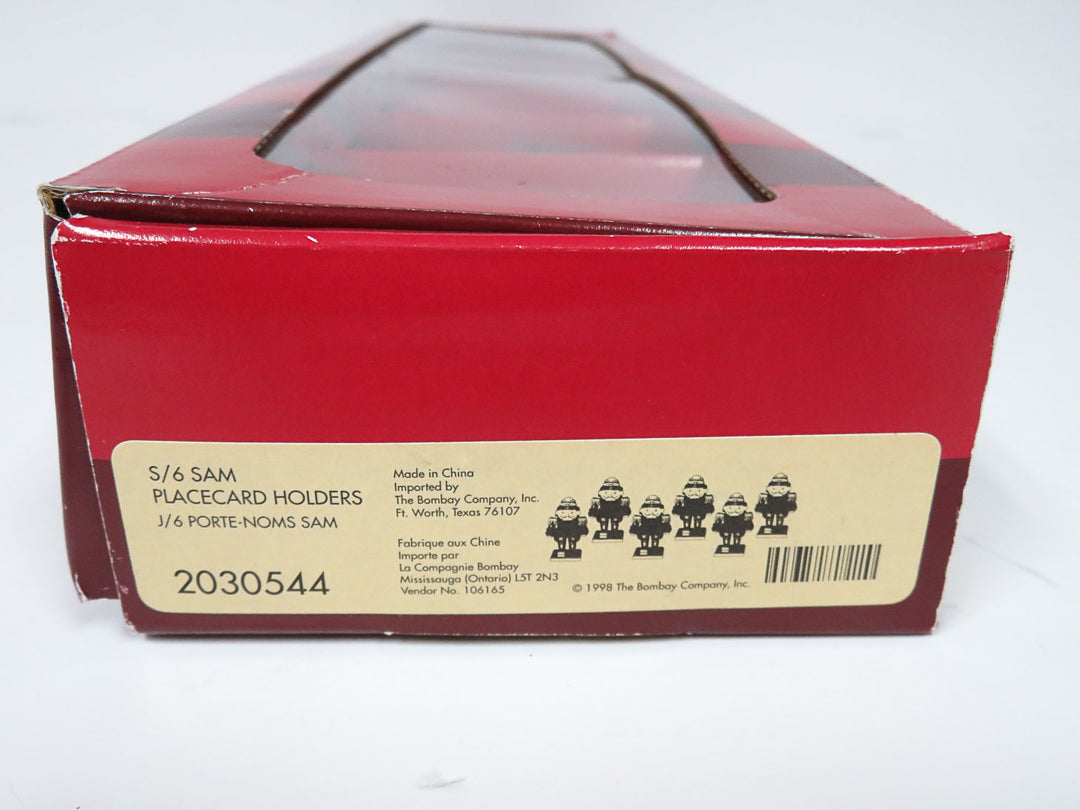 S/6 SAM
PLACECARD HOLDERS
J/6 PORTE-NOMS SAM
2030544
Made in China
Imported by
The Bombay Company, Inc.
Ft. Worth, Texas 76107
Fabrique aux Chine
Importe par
La Compagnie Bombay
Mississauga (Ontario) L5T 2N3
Vendor No. 106165
© 1998 The Bombay Company, Inc.